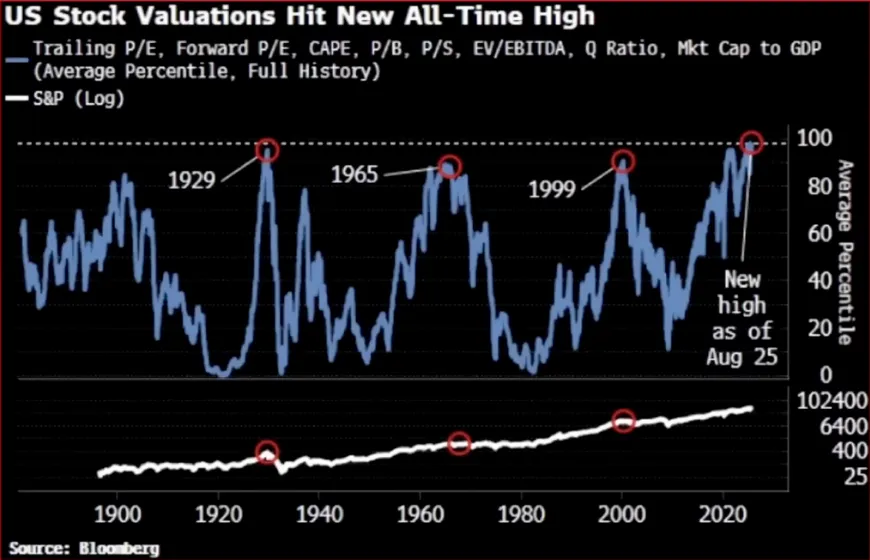 US Stock Valuations Hit New All-Time High
Trailing P/E, Forward P/E, CAPE, P/B, P/S, EV/EBITDA, Q Ratio, Mkt Cap to GDP
(Average Percentile, Full History)
S&P (Log)
100
80
60
40
20
0
Average Percentile
1929
1965
1999
New
high
as of
Aug 25
102400
6400
400
25
1900
1920
1940
1960
1980
2000
2020
Source: Bloomberg